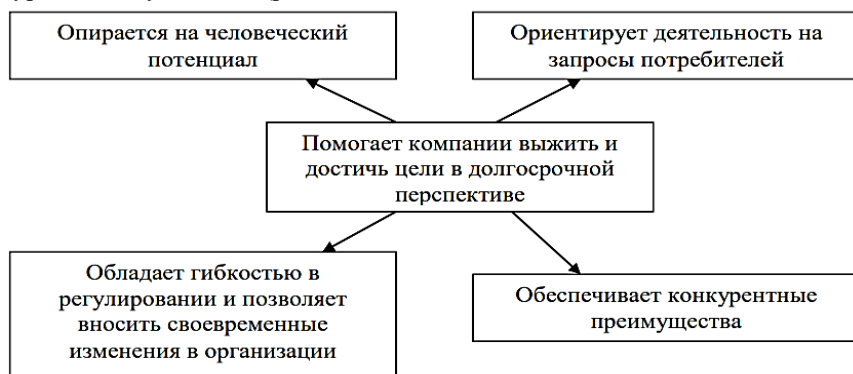 Опирается на человеческий
потенциал
Ориентирует деятельность на
запросы потребителей
Помогает компании выжить и
достичь цели в долгосрочной
перспективе
Обладает гибкостью в
регулировании и позволяет
вносить своевременные
изменения в организации
Обеспечивает конкурентные
преимущества